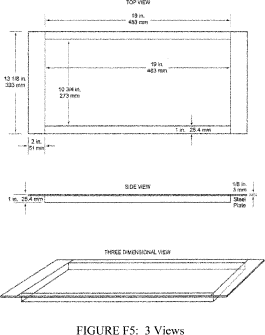 TOP VIEW
19 in.
483 mm
19 in.
483 mm
13 1/8 in.
333 mm
10 3/4 in.
273 mm
1 in. 25.4 mm
2 in.
51 mm
SIDE VIEW
1/8 in.
3 mm
1 in. 25.4 mm
Steel
Plate
THREE DIMENSIONAL VIEW
FIGURE F5: 3 Views